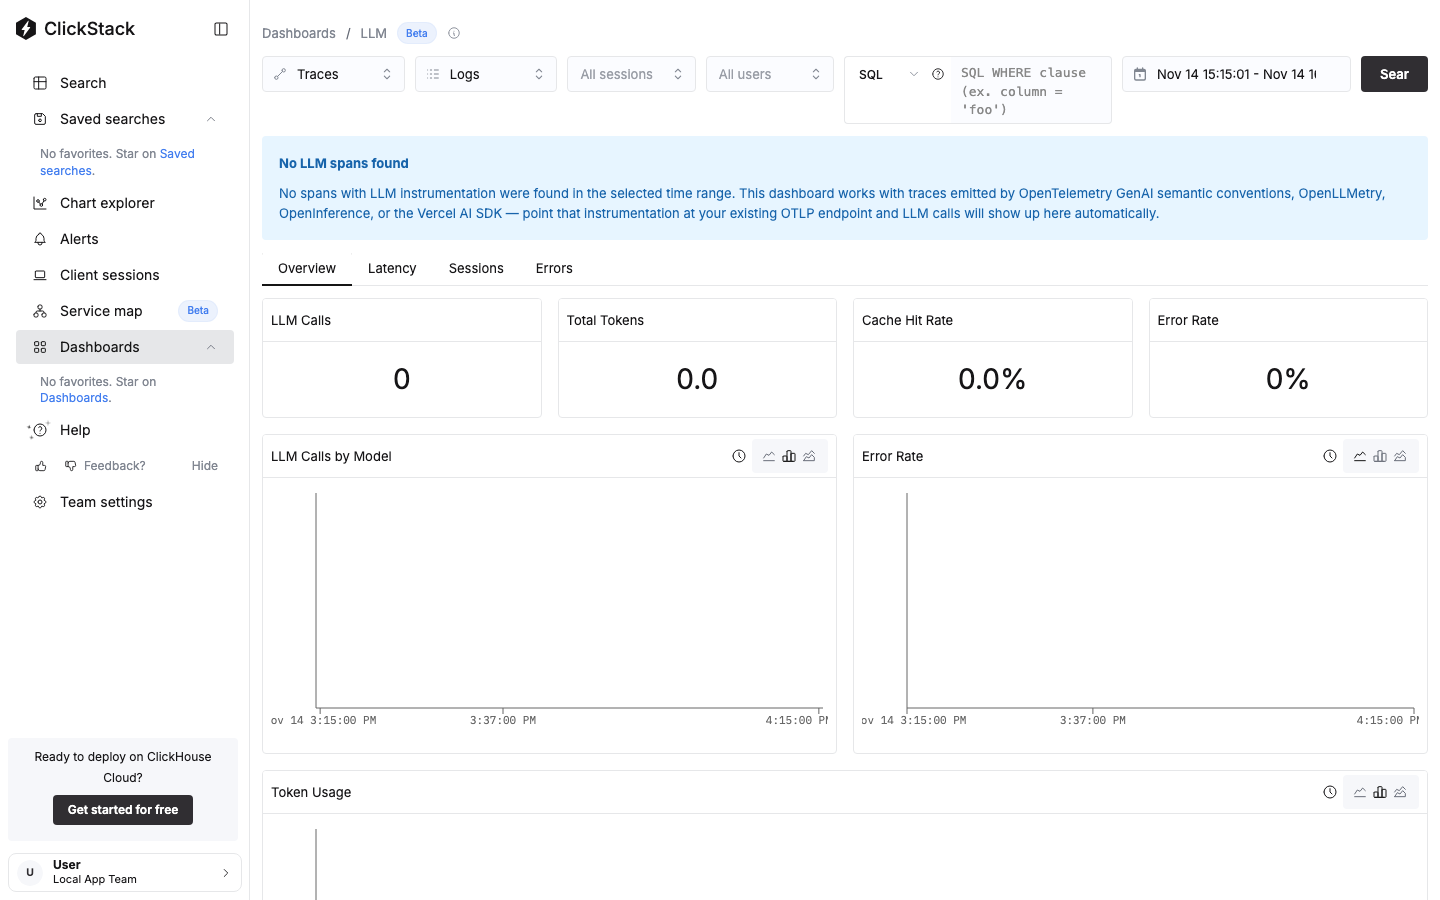 ClickStack
Search
Saved searches
No favorites. Star on Saved
searches.
Chart explorer
Alerts
Client sessions
Service map
Beta
Dashboards
No favorites. Star on
Dashboards.
Help
Feedback?
Hide
Team settings
Ready to deploy on ClickHouse
Cloud?
Get started for free
U
User
Local App Team
Dashboards / LLM Beta
Traces
Logs
All sessions
All users
SQL
SQL WHERE clause
(ex. column =
'foo')
Nov 14 15:15:01 - Nov 14 1
Sear
No LLM spans found
No spans with LLM instrumentation were found in the selected time range. This dashboard works with traces emitted by OpenTelemetry GenAI semantic conventions, OpenLLMetry,
OpenInference, or the Vercel AI SDK — point that instrumentation at your existing OTLP endpoint and LLM calls will show up here automatically.
Overview
Latency
Sessions
Errors
LLM Calls
0
Total Tokens
0.0
Cache Hit Rate
0.0%
Error Rate
0%
LLM Calls by Model
ov 14 3:15:00 PM
3:37:00 PM
4:15:00 PM
Error Rate
ov 14 3:15:00 PM
3:37:00 PM
4:15:00 PM
Token Usage